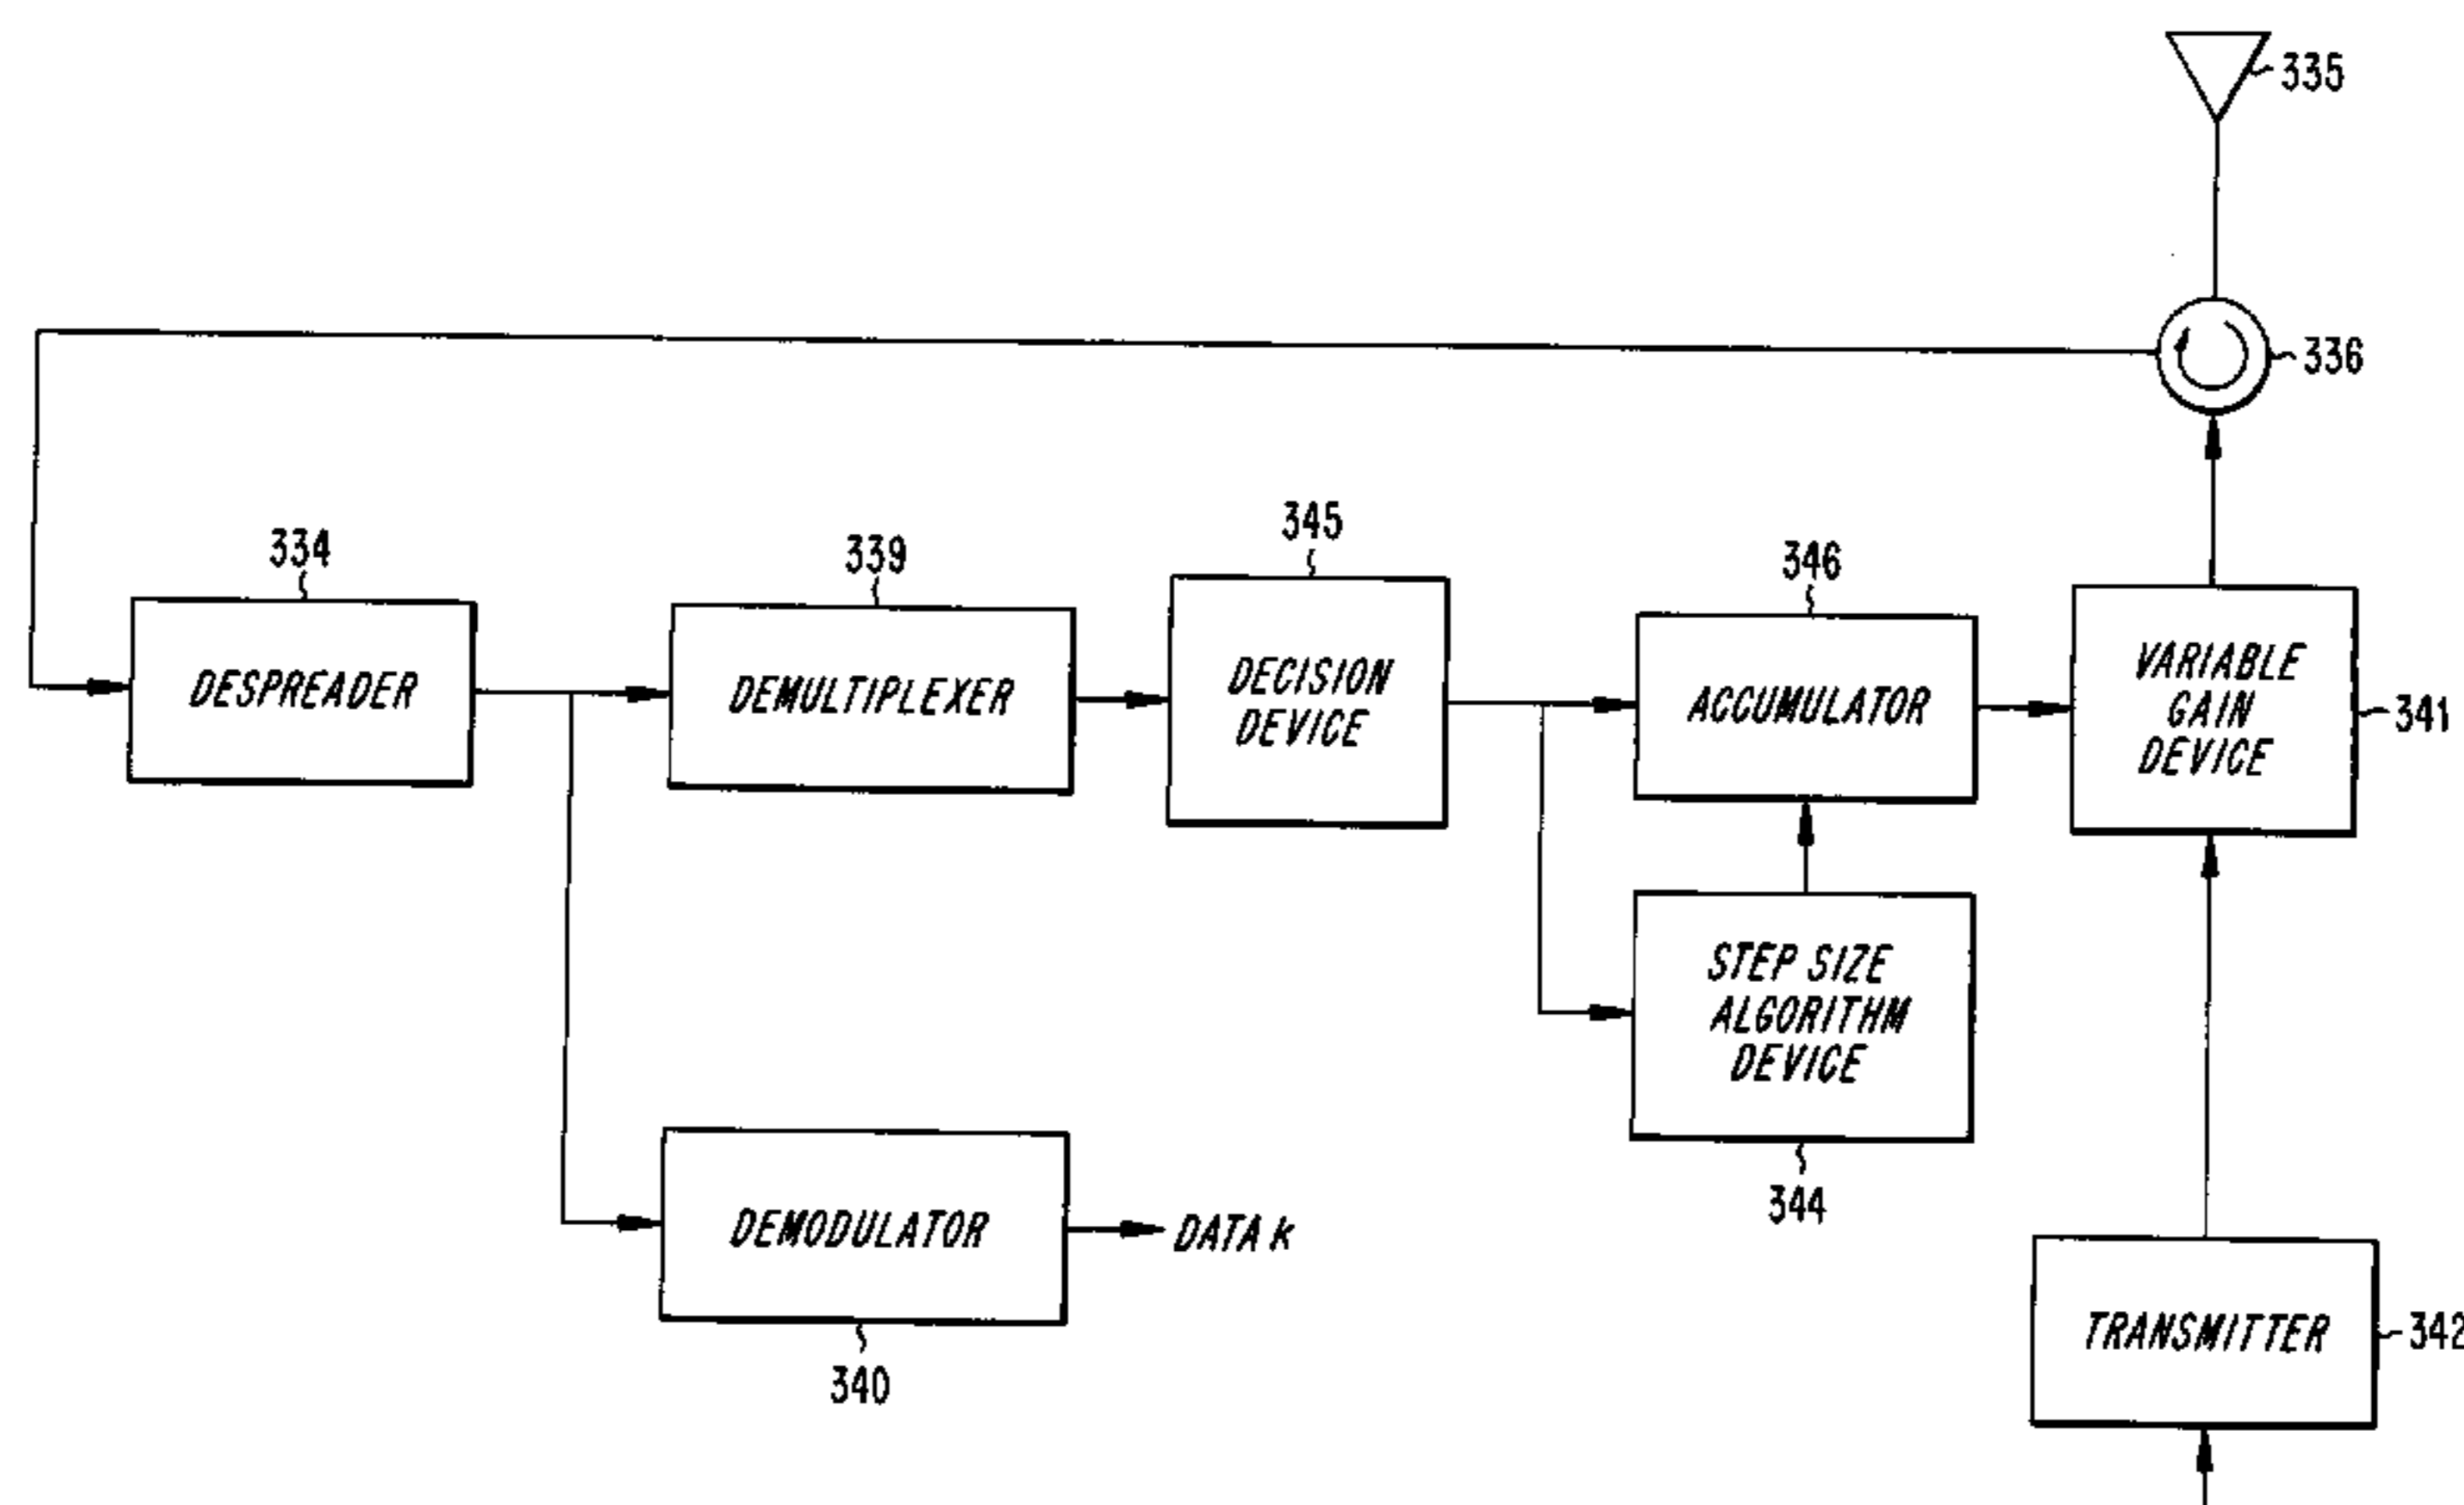 335
336
334
339
345
346
DESPREADER
DEMULTIPLEXER
DECISION
DEVICE
ACCUMULATOR
VARIABLE
GAIN
DEVICE
341
STEP SIZE
ALGORITHM
DEVICE
344
DEMODULATOR
DATA k
340
TRANSMITTER
342